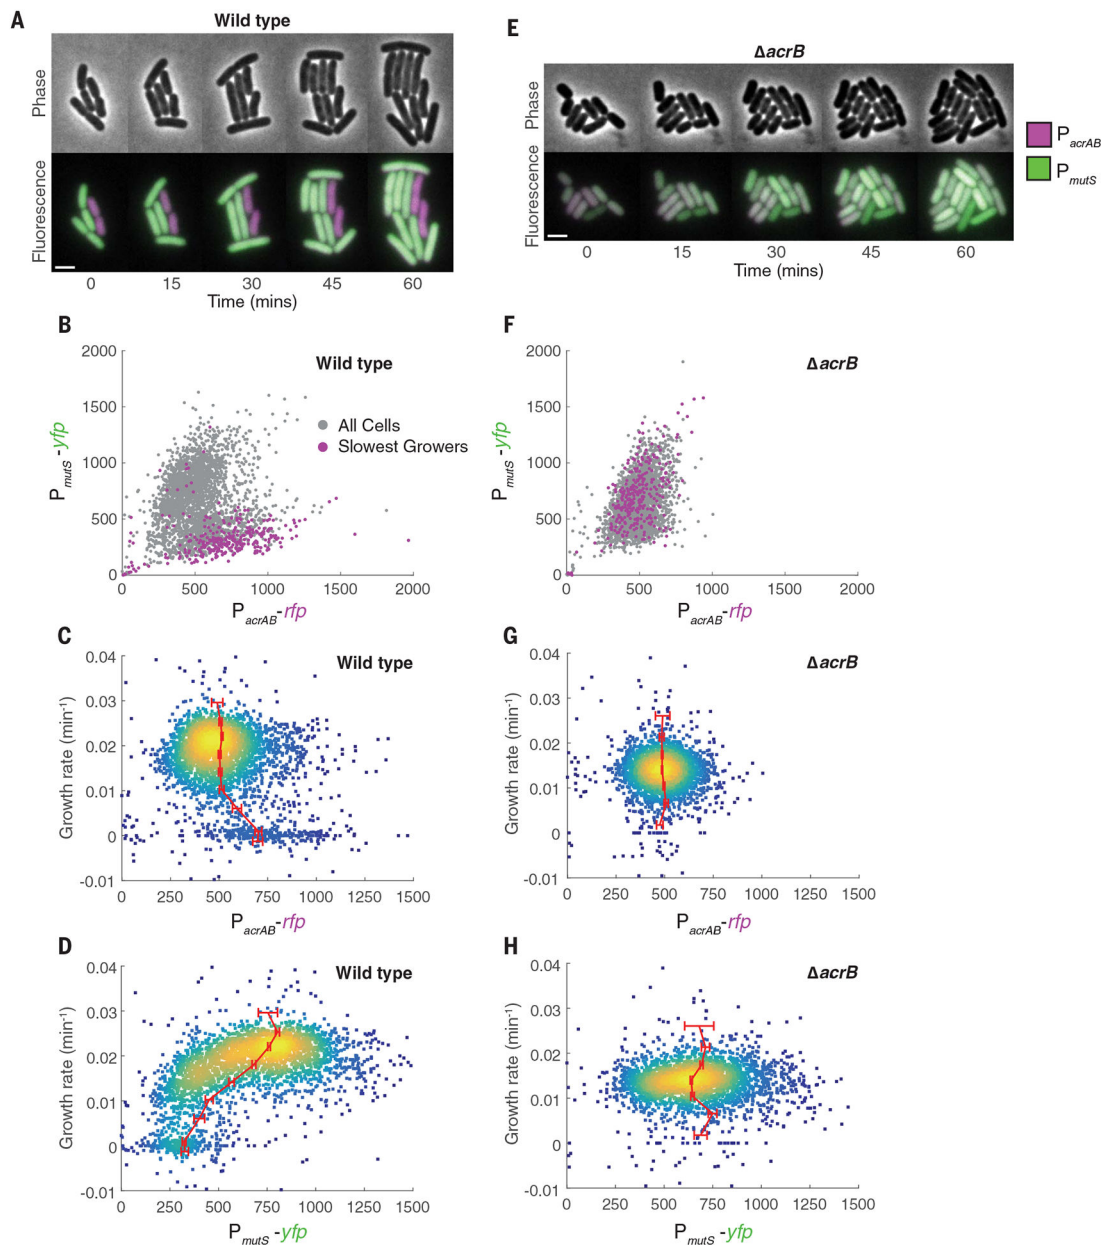 A
Wild type
Phase
Fluorescence
0 15 30 45 60
Time (mins)
E
ΔacrB
Phase
Fluorescence
0 15 30 45 60
Time (mins)
PacrAB
PmutS
B
Wild type
All Cells
Slowest Growers
2000
1500
1000
500
0
PmutS-yfp
0 500 1000 1500 2000
PacrAB-rfp
F
ΔacrB
2000
1500
1000
500
0
PmutS-yfp
0 500 1000 1500 2000
PacrAB-rfp
C
Wild type
0.04
0.03
0.02
0.01
0
-0.01
Growth rate (min-1)
0 250 500 750 1000 1250 1500
PacrAB-rfp
G
ΔacrB
0.04
0.03
0.02
0.01
0
-0.01
Growth rate (min-1)
0 250 500 750 1000 1250 1500
PacrAB-rfp
D
Wild type
0.04
0.03
0.02
0.01
0
-0.01
Growth rate (min-1)
0 250 500 750 1000 1250 1500
PmutS-yfp
H
ΔacrB
0.04
0.03
0.02
0.01
0
-0.01
Growth rate (min-1)
0 250 500 750 1000 1250 1500
PmutS-yfp